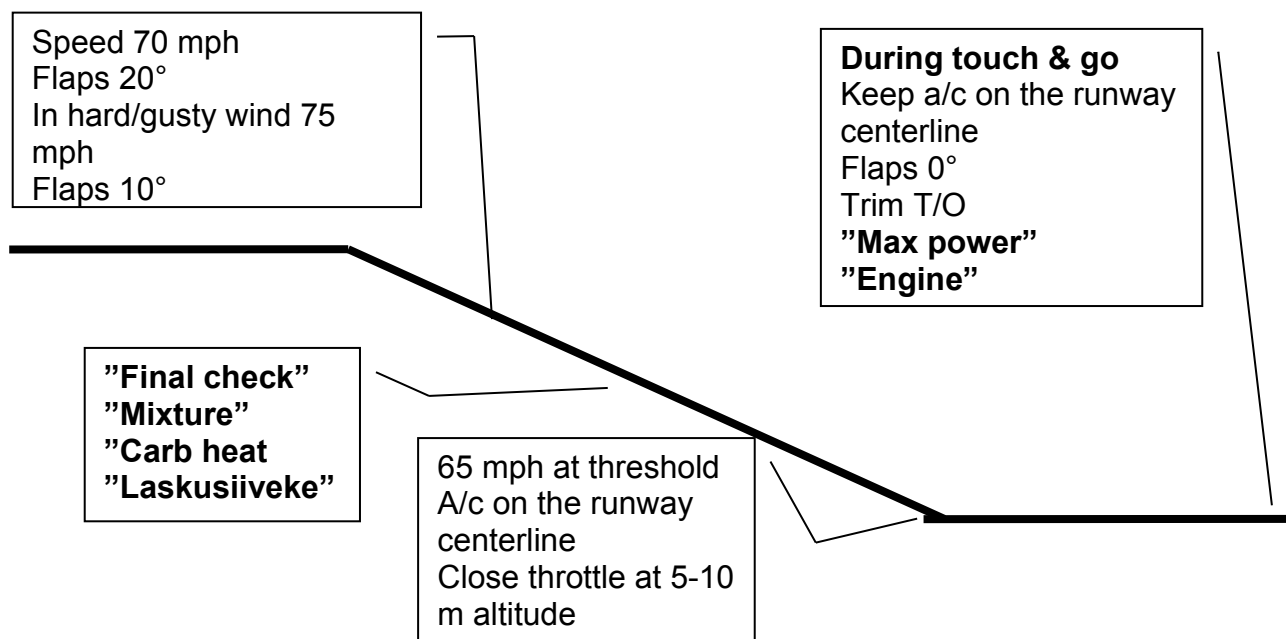 Speed 70 mph
Flaps 20°
In hard/gusty wind 75
mph
Flaps 10°
During touch & go
Keep a/c on the runway
centerline
Flaps 0°
Trim T/O
”Max power”
”Engine”
”Final check”
”Mixture”
”Carb heat
”Laskusiiveke”
65 mph at threshold
A/c on the runway
centerline
Close throttle at 5-10
m altitude